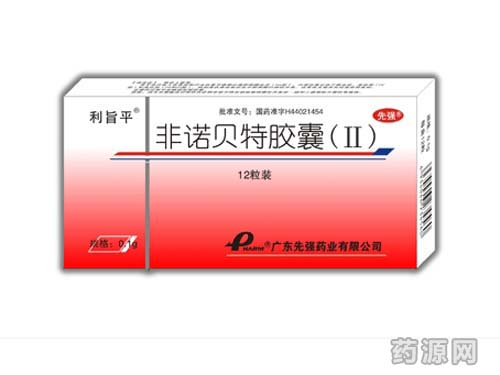 利旨平®
批准文号：国药准字H44021454
先强®
非诺贝特胶囊(II)
12粒装
规格：0.1g
PHARM®广东先强药业有限公司
药源网